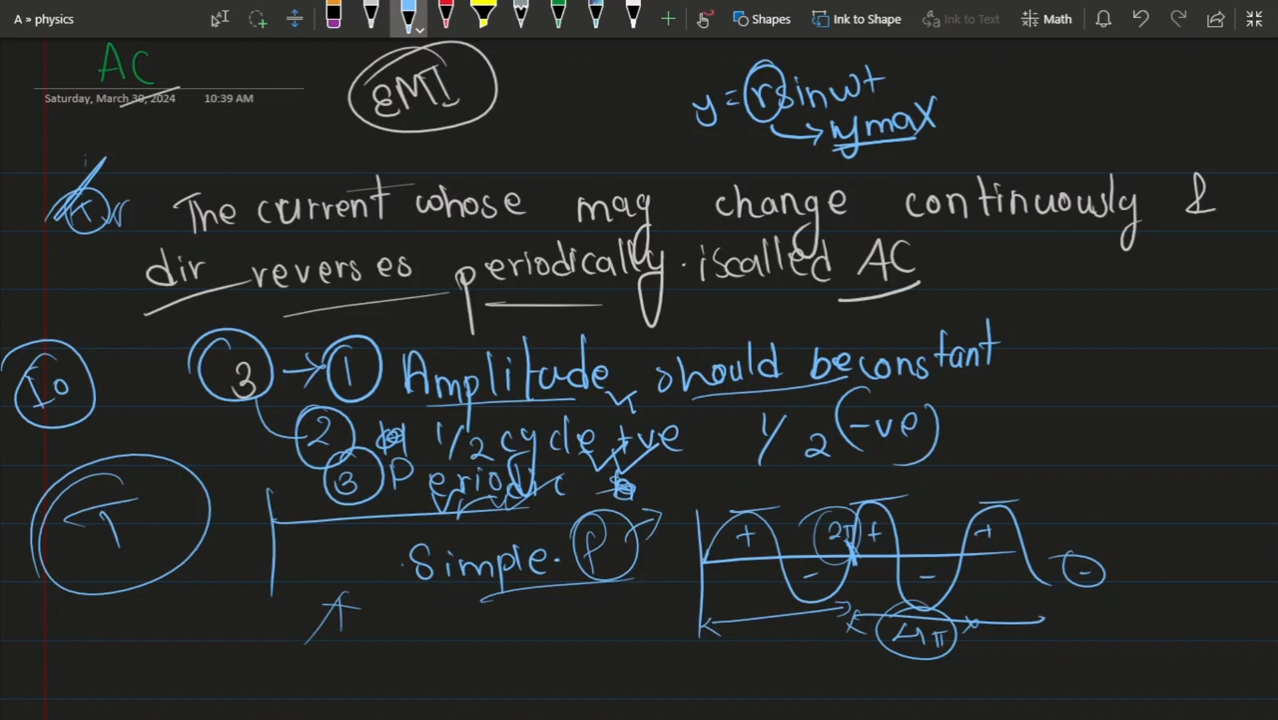 A > physics
Shapes
Ink to Shape
Ink to Text
Math
AC
Saturday, March 30, 2024 10:39 AM
EMI
y = r sinωt
→ ymax
The current whose mag change continuously &
dir reverses periodically. is called AC
I₀
3 → 1 Amplitude should be constant
2 1/2 cycle +ve 1/2 (-ve)
3 Periodic
T
Simple. P
+ - 2π + - + -
4π